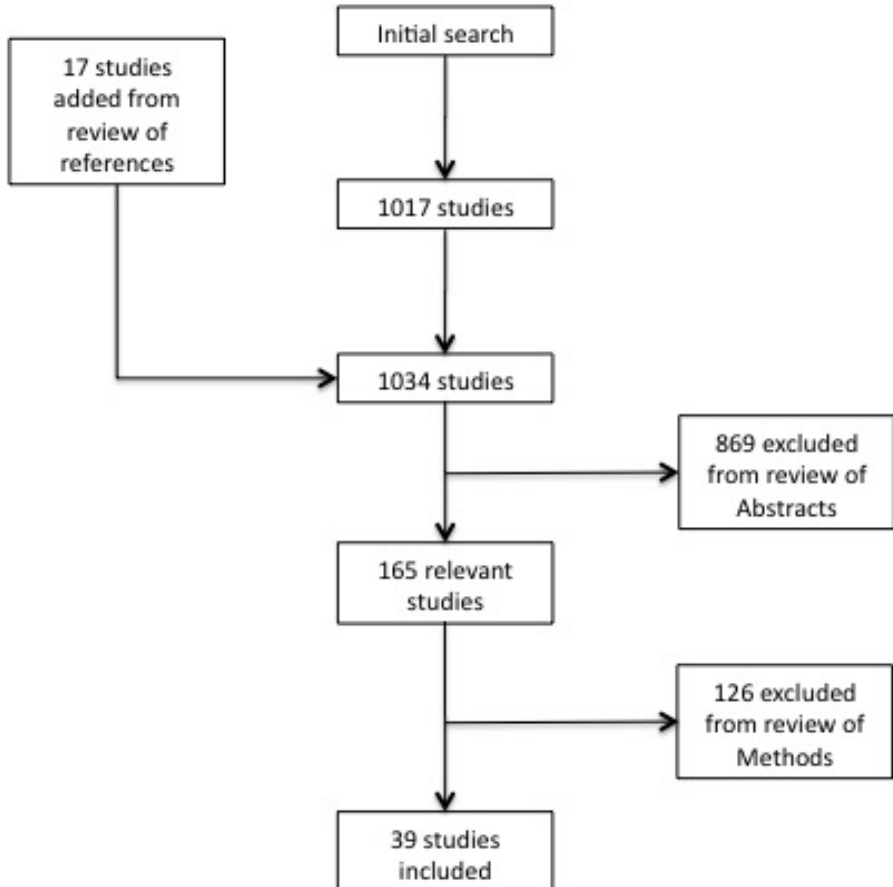 Initial search
17 studies
added from
review of
references
1017 studies
1034 studies
869 excluded
from review of
Abstracts
165 relevant
studies
126 excluded
from review of
Methods
39 studies
included